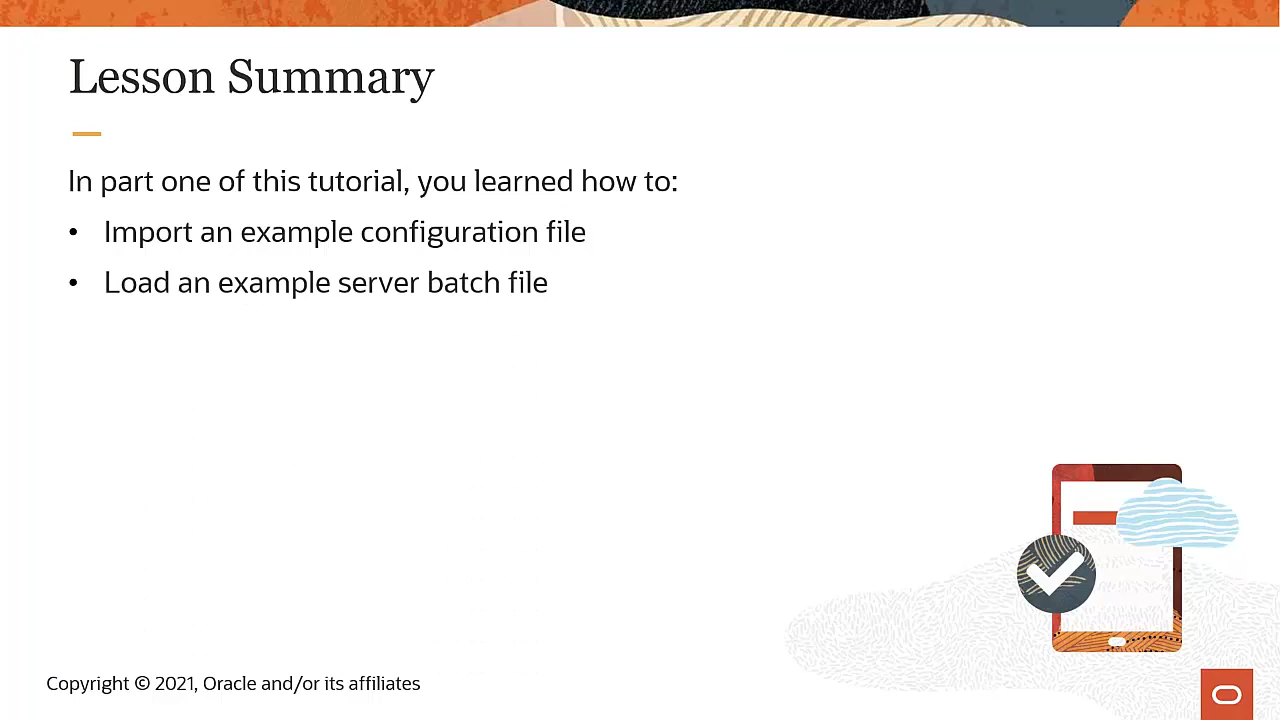 Lesson Summary
In part one of this tutorial, you learned how to:
• Import an example configuration file
• Load an example server batch file
Copyright © 2021, Oracle and/or its affiliates